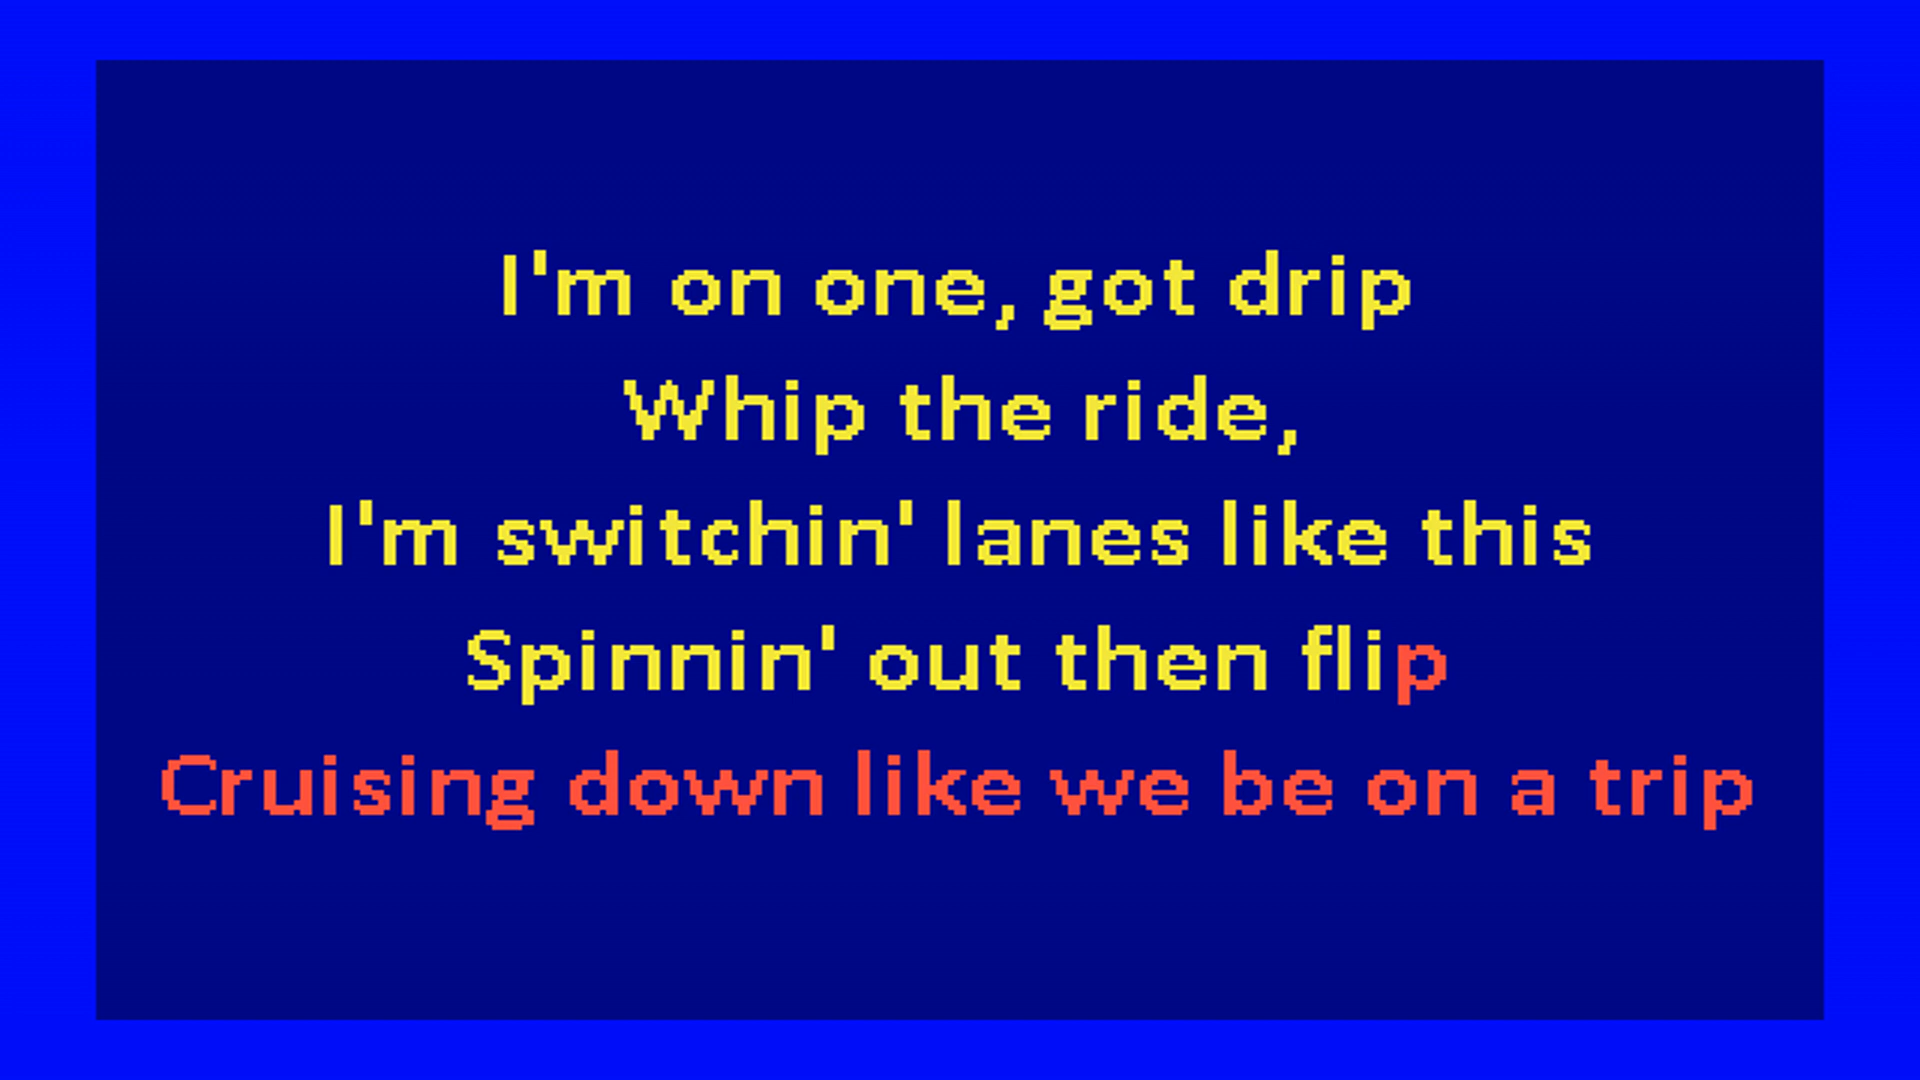 I'm on one, got drip
Whip the ride,
I'm switchin' lanes like this
Spinnin' out then flip
Cruising down like we be on a trip